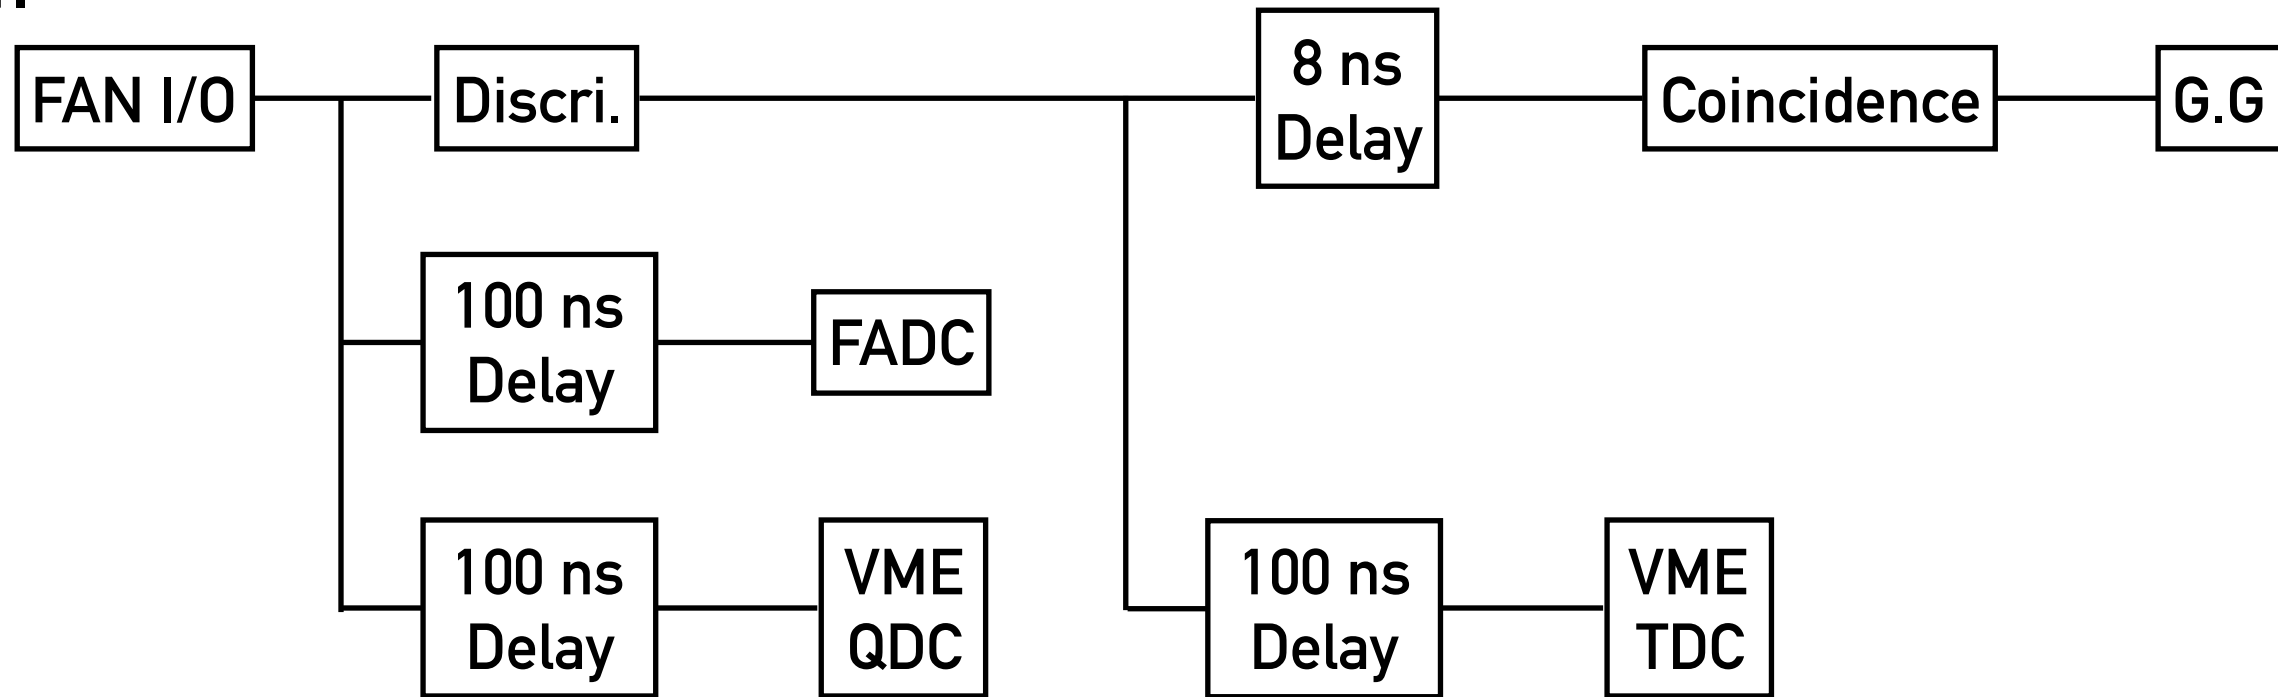 FAN I/O
Discri.
8 ns
Delay
Coincidence
G.G
100 ns
Delay
FADC
100 ns
Delay
VME
QDC
100 ns
Delay
VME
TDC